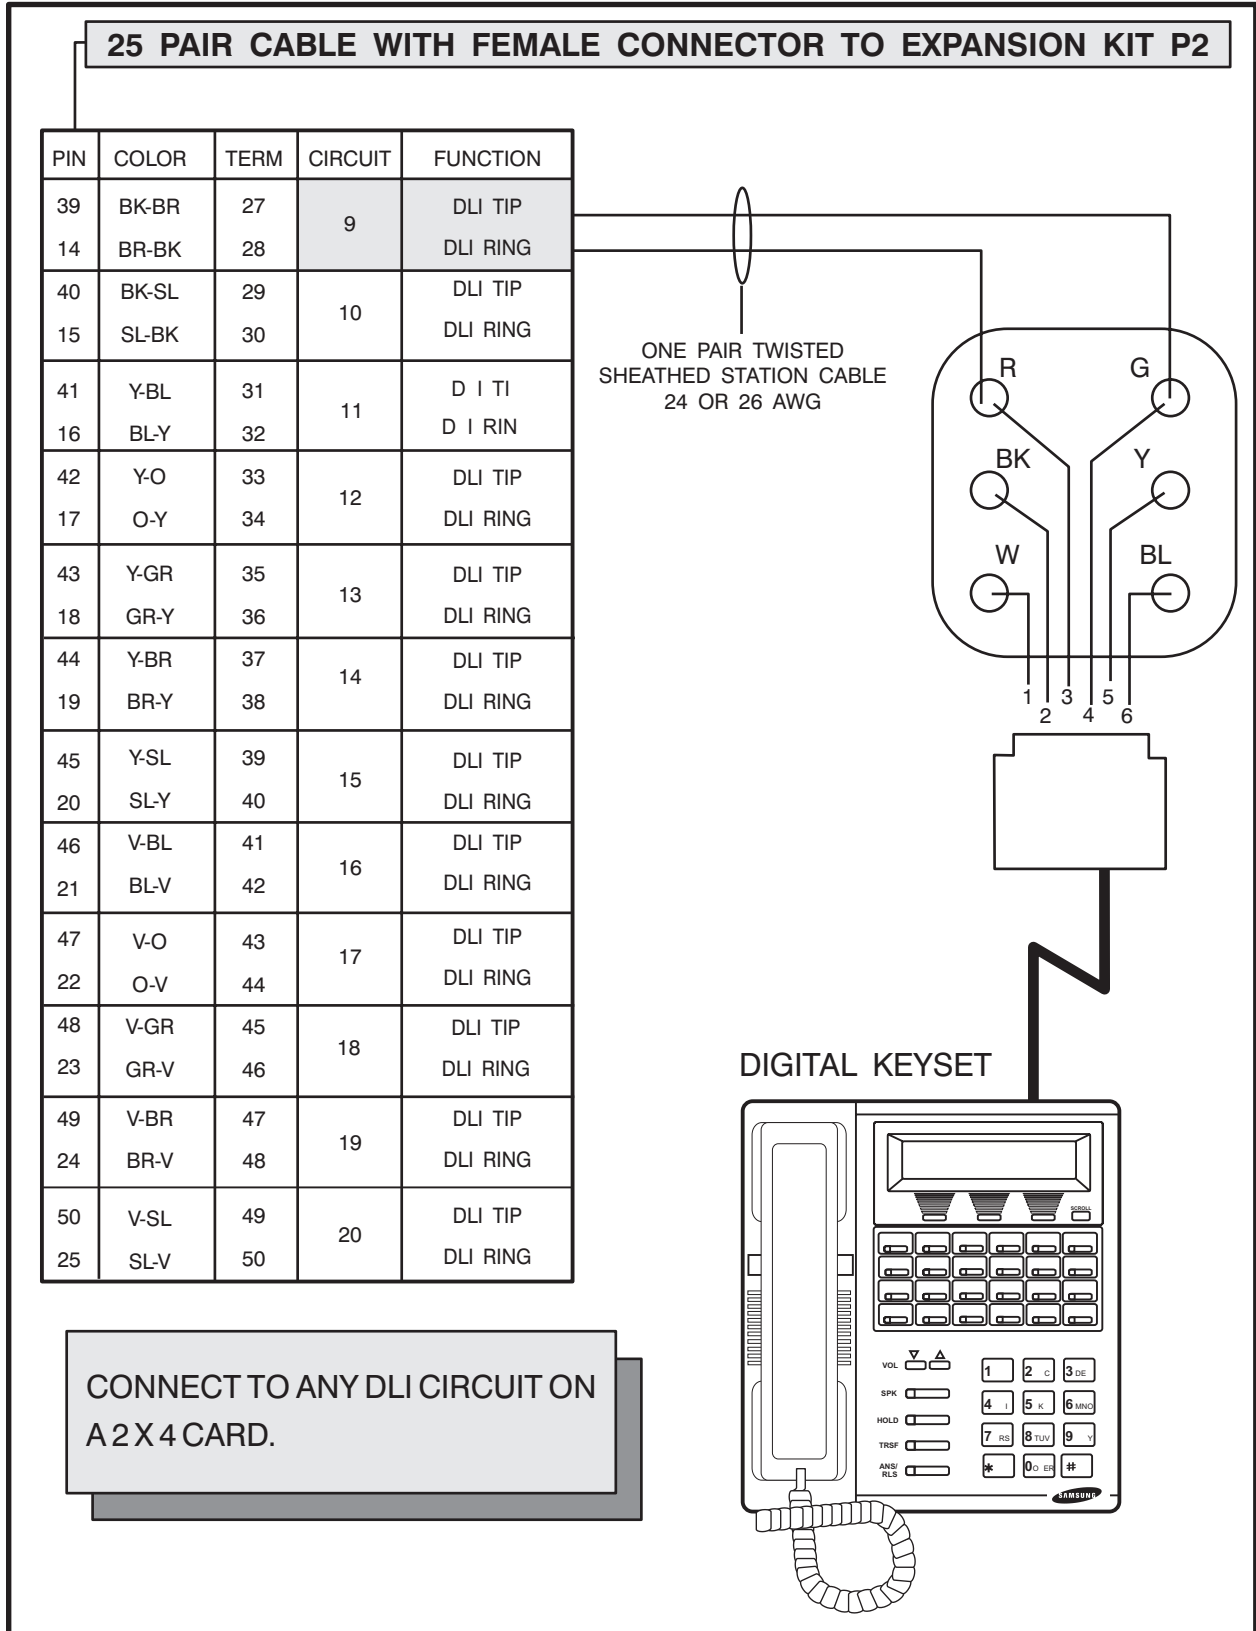 25 PAIR CABLE WITH FEMALE CONNECTOR TO EXPANSION KIT P2
PIN COLOR TERM CIRCUIT FUNCTION
39 BK-BR 27 9 DLI TIP
14 BR-BK 28 DLI RING
40 BK-SL 29 10 DLI TIP
15 SL-BK 30 DLI RING
41 Y-BL 31 11 D I TI
16 BL-Y 32 D I RIN
42 Y-O 33 12 DLI TIP
17 O-Y 34 DLI RING
43 Y-GR 35 13 DLI TIP
18 GR-Y 36 DLI RING
44 Y-BR 37 14 DLI TIP
19 BR-Y 38 DLI RING
45 Y-SL 39 15 DLI TIP
20 SL-Y 40 DLI RING
46 V-BL 41 16 DLI TIP
21 BL-V 42 DLI RING
47 V-O 43 17 DLI TIP
22 O-V 44 DLI RING
48 V-GR 45 18 DLI TIP
23 GR-V 46 DLI RING
49 V-BR 47 19 DLI TIP
24 BR-V 48 DLI RING
50 V-SL 49 20 DLI TIP
25 SL-V 50 DLI RING
ONE PAIR TWISTED
SHEATHED STATION CABLE
24 OR 26 AWG
R G
BK Y
W BL
1 2 3 4 5 6
DIGITAL KEYSET
SCROLL
VOL
SPK
HOLD
TRSF
ANS/
RLS
1 2 C 3 DE
4 I 5 K 6 MNO
7 RS 8 TUV 9 Y
* 0 O ER #
SAMSUNG
CONNECT TO ANY DLI CIRCUIT ON
A 2 X 4 CARD.